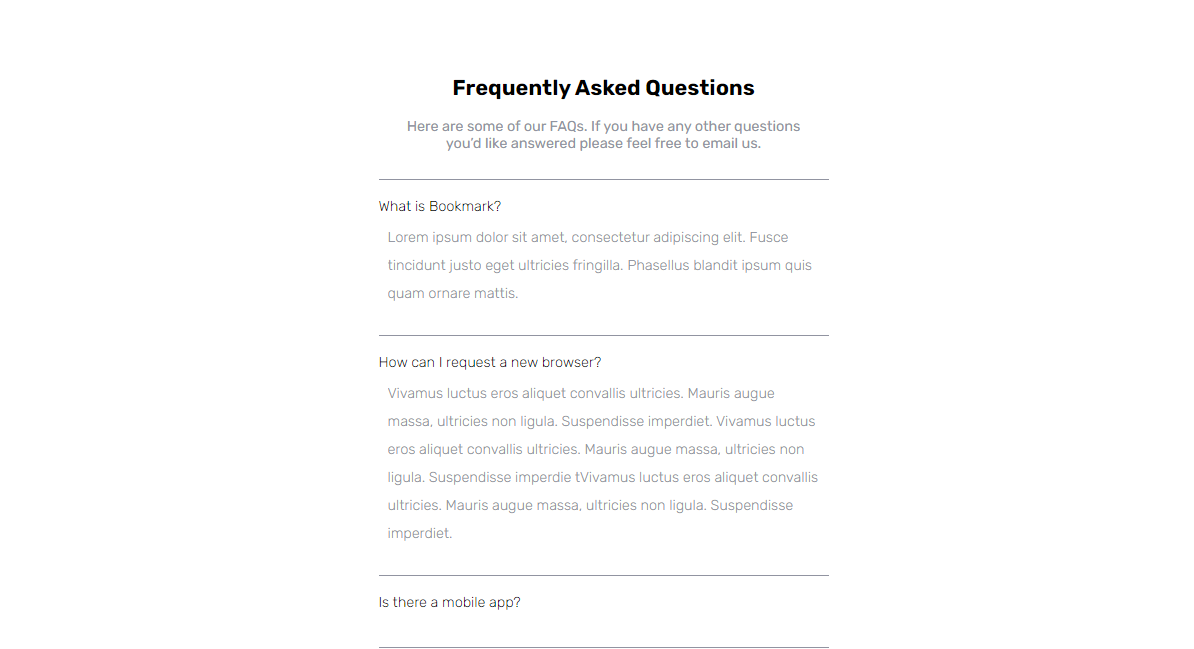 Frequently Asked Questions
Here are some of our FAQs. If you have any other questions
you’d like answered please feel free to email us.
What is Bookmark?
Lorem ipsum dolor sit amet, consectetur adipiscing elit. Fusce
tincidunt justo eget ultricies fringilla. Phasellus blandit ipsum quis
quam ornare mattis.
How can I request a new browser?
Vivamus luctus eros aliquet convallis ultricies. Mauris augue
massa, ultricies non ligula. Suspendisse imperdiet. Vivamus luctus
eros aliquet convallis ultricies. Mauris augue massa, ultricies non
ligula. Suspendisse imperdie tVivamus luctus eros aliquet convallis
ultricies. Mauris augue massa, ultricies non ligula. Suspendisse
imperdiet.
Is there a mobile app?